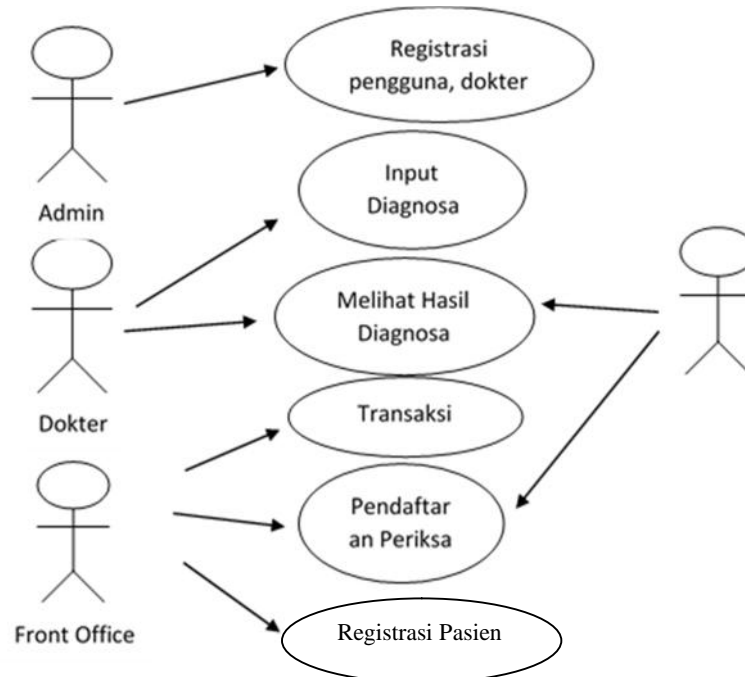 Registrasi
pengguna, dokter
Admin
Input
Diagnosa
Dokter
Melihat Hasil
Diagnosa
Transaksi
Pendaftar
an Periksa
Front Office
Registrasi Pasien